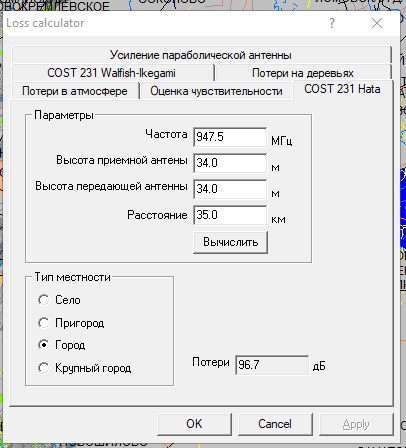 ВОКРЕЩЕНОВСКОЕ
Loss calculator
?
Усиление параболической антенны
COST 231 Walfish-Ikegami
Потери на деревьях
Потери в атмосфере
Оценка чувствительности
COST 231 Hata
Параметры
Частота 947.5 МГц
Высота приемной антены 34.0 м
Высота передающей антенны 34.0 м
Расстояние 35.0 км
Вычислить
Тип местности
Село
Пригород
Город
Крупный город
Потери 96.7 дБ
OK
Cancel
Apply